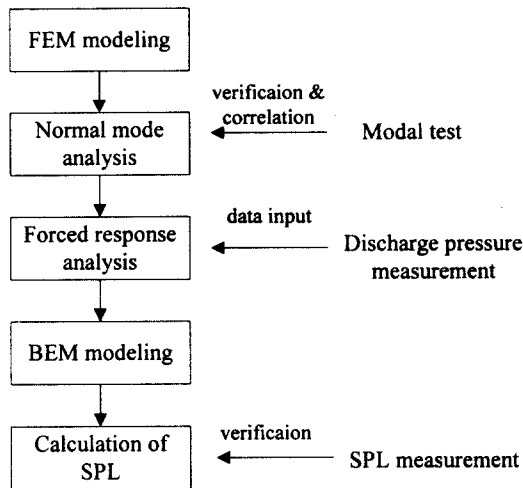 FEM modeling
verificaion &
correlation
Normal mode
analysis
Modal test
data input
Forced response
analysis
Discharge pressure
measurement
BEM modeling
verificaion
Calculation of
SPL
SPL measurement